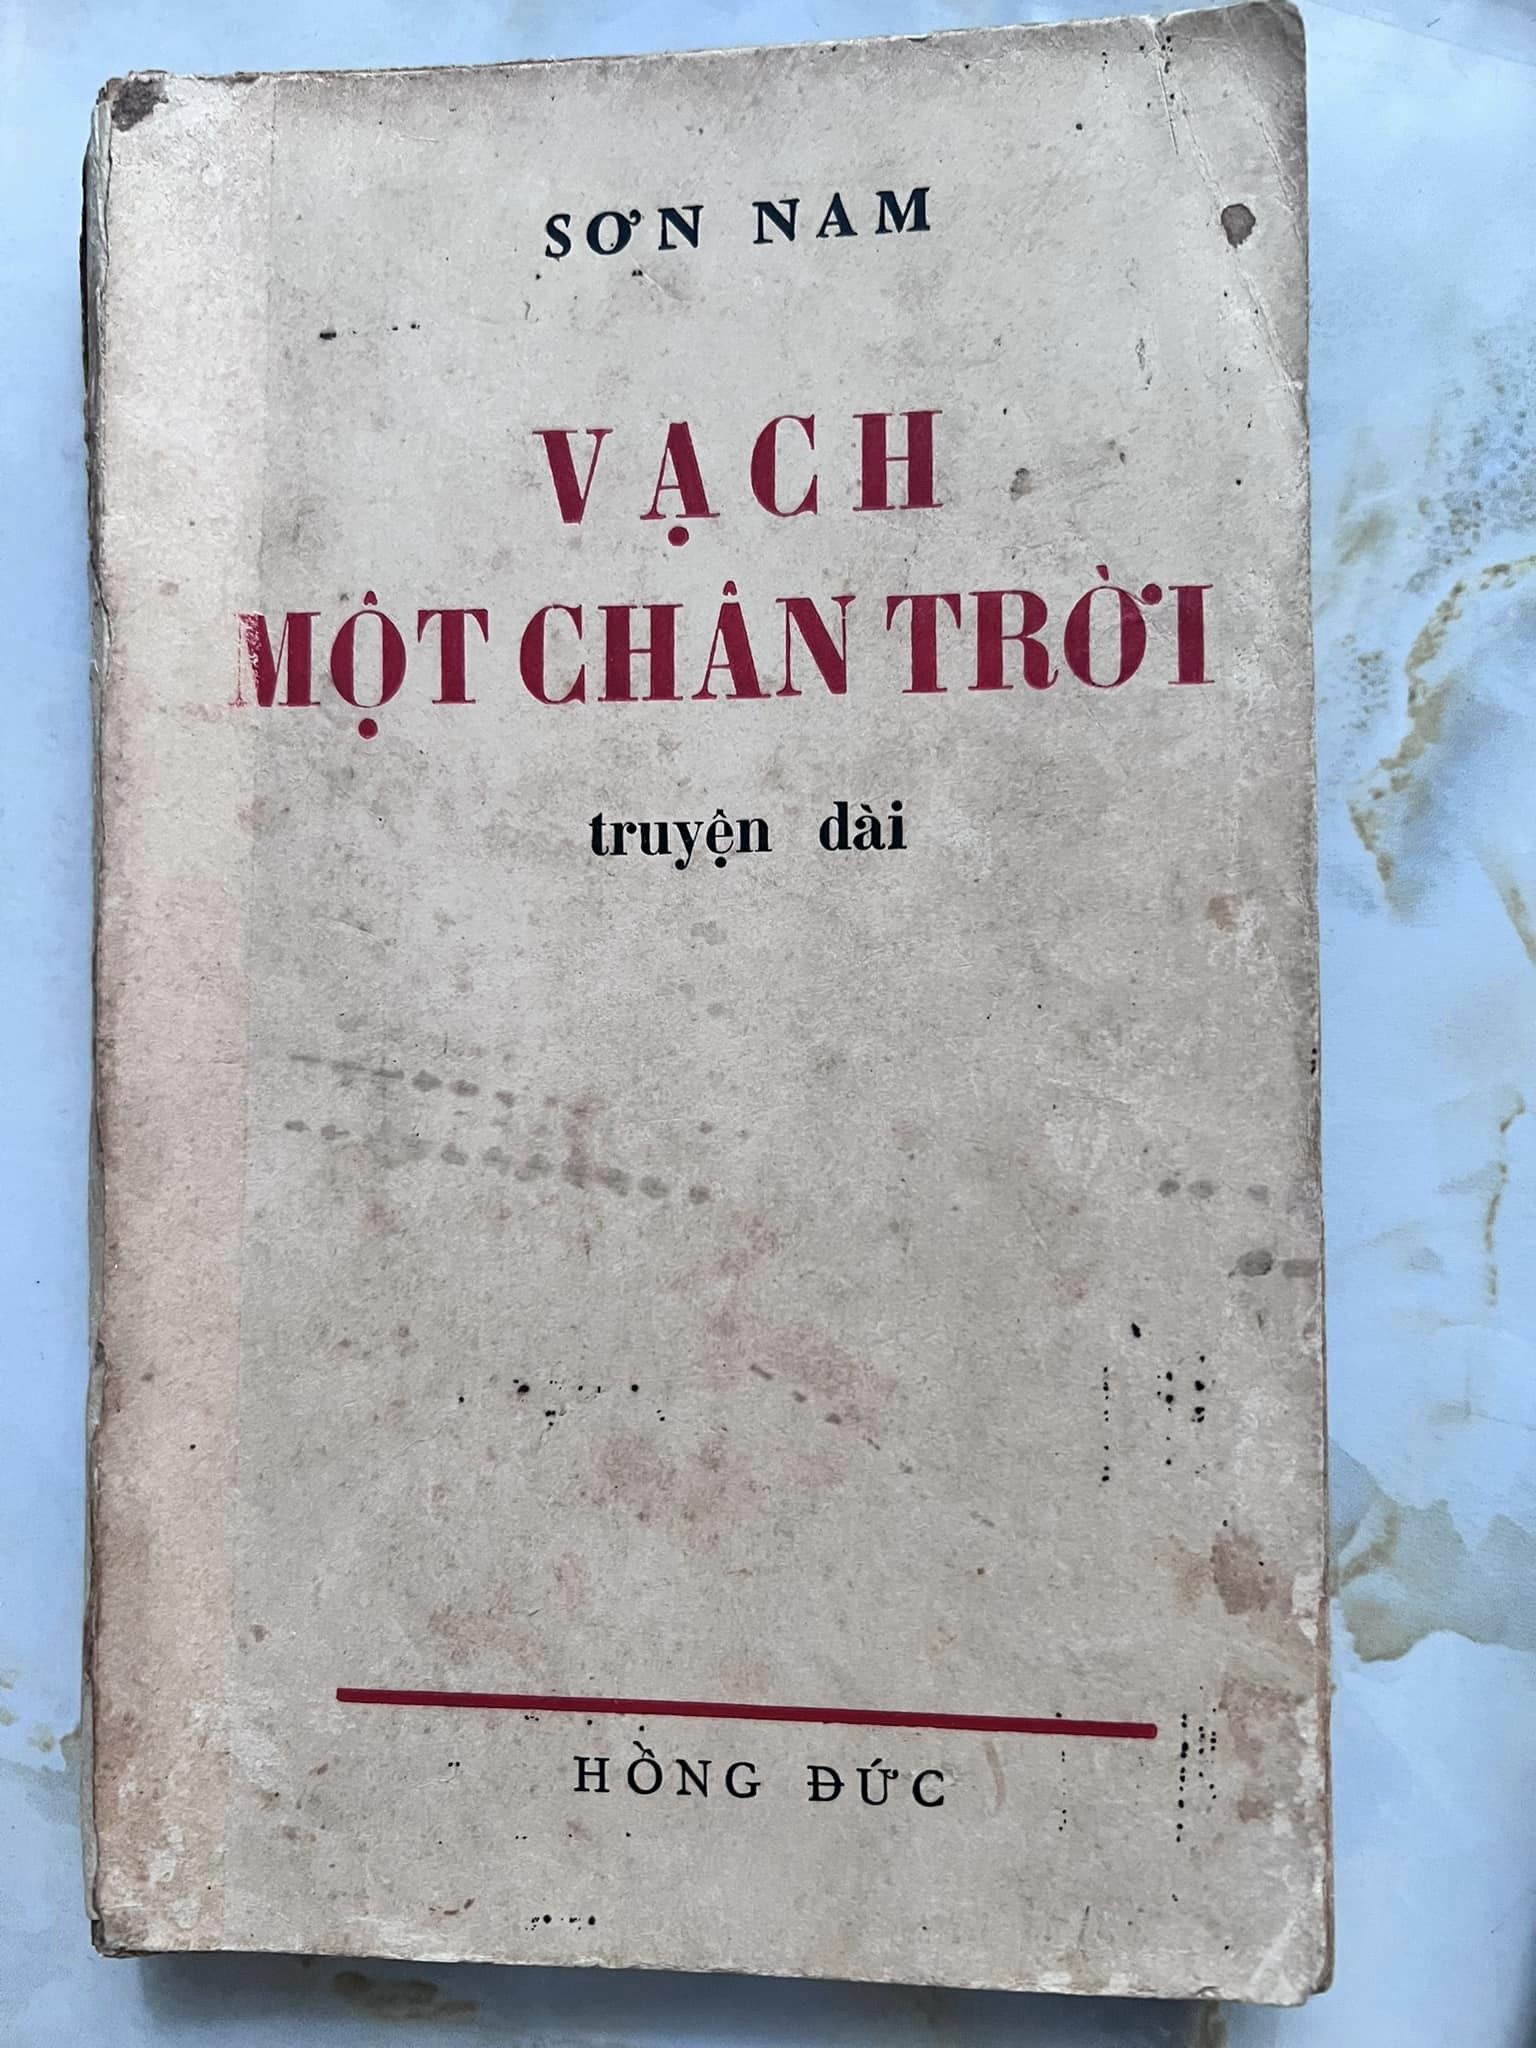 SƠN NAM
VẠCH
MỘT CHÂN TRỜI
truyện dài
HỒNG ĐỨC